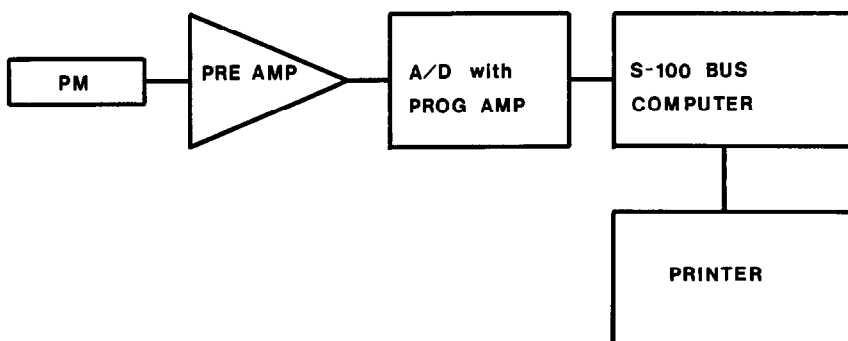 PM
PRE AMP
A/D with
PROG AMP
S-100 BUS
COMPUTER
PRINTER